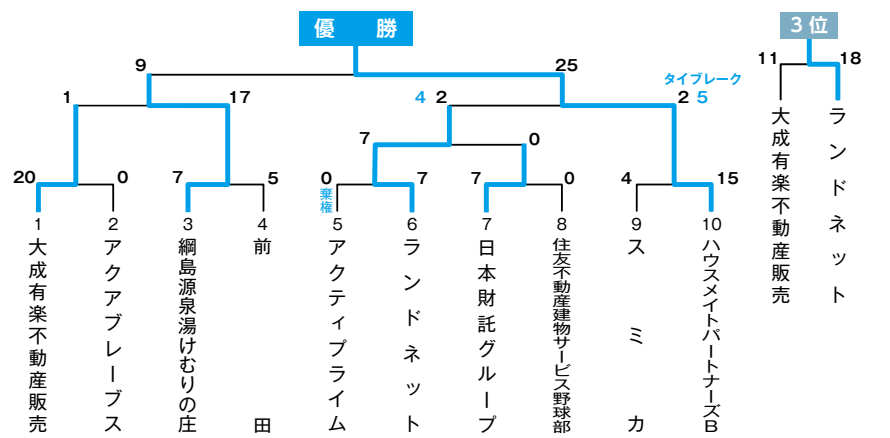 優 勝
3位
9
25
11
18
タイブレーク
1
17
4 2
2 5
7
0
20
0
7
5
0
7
7
0
4
15
棄権
1
2
3
4
5
6
7
8
9
10
大成有楽不動産販売
アクアブレーブス
綱島源泉湯けむりの庄
前田
アクティプライム
ランドネット
日本財託グループ
住友不動産建物サービス野球部
スミカ
ハウスメイトパートナーズB
大成有楽不動産販売
ランドネット